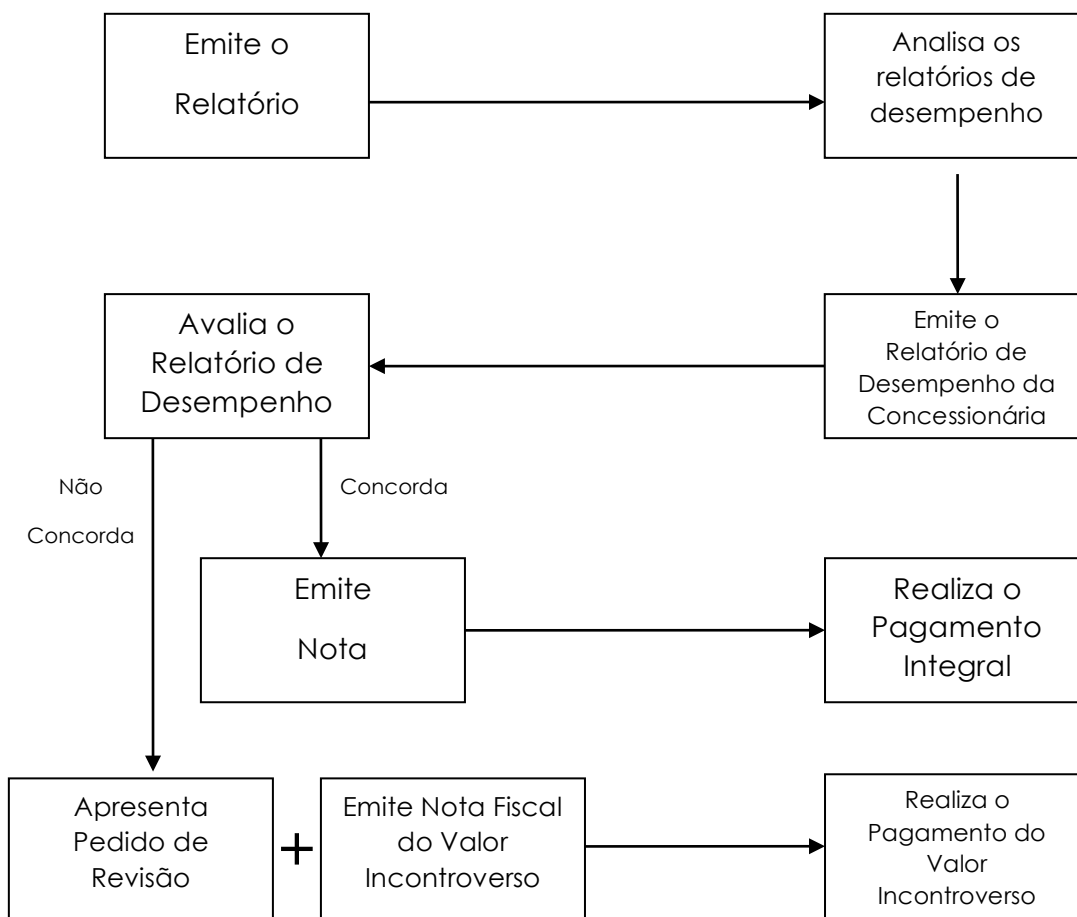 Emite o
Relatório
Analisa os
relatórios de
desempenho
Avalia o
Relatório de
Desempenho
Emite o
Relatório de
Desempenho da
Concessionária
Não
Concorda
Concorda
Emite
Nota
Realiza o
Pagamento
Integral
Apresenta
Pedido de
Revisão
+
Emite Nota Fiscal
do Valor
Incontroverso
Realiza o
Pagamento do
Valor
Incontroverso